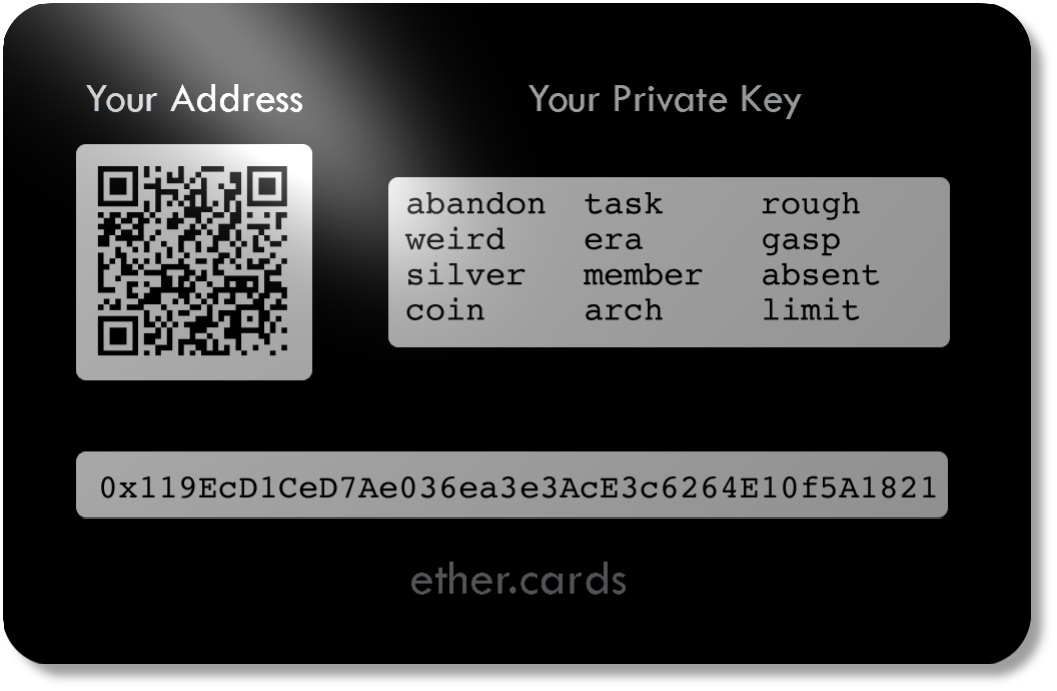 Your Address
Your Private Key
abandon task rough
weird era gasp
silver member absent
coin arch limit
0x119EcD1CeD7Ae036ea3e3AcE3c6264E10f5A1821
ether.cards